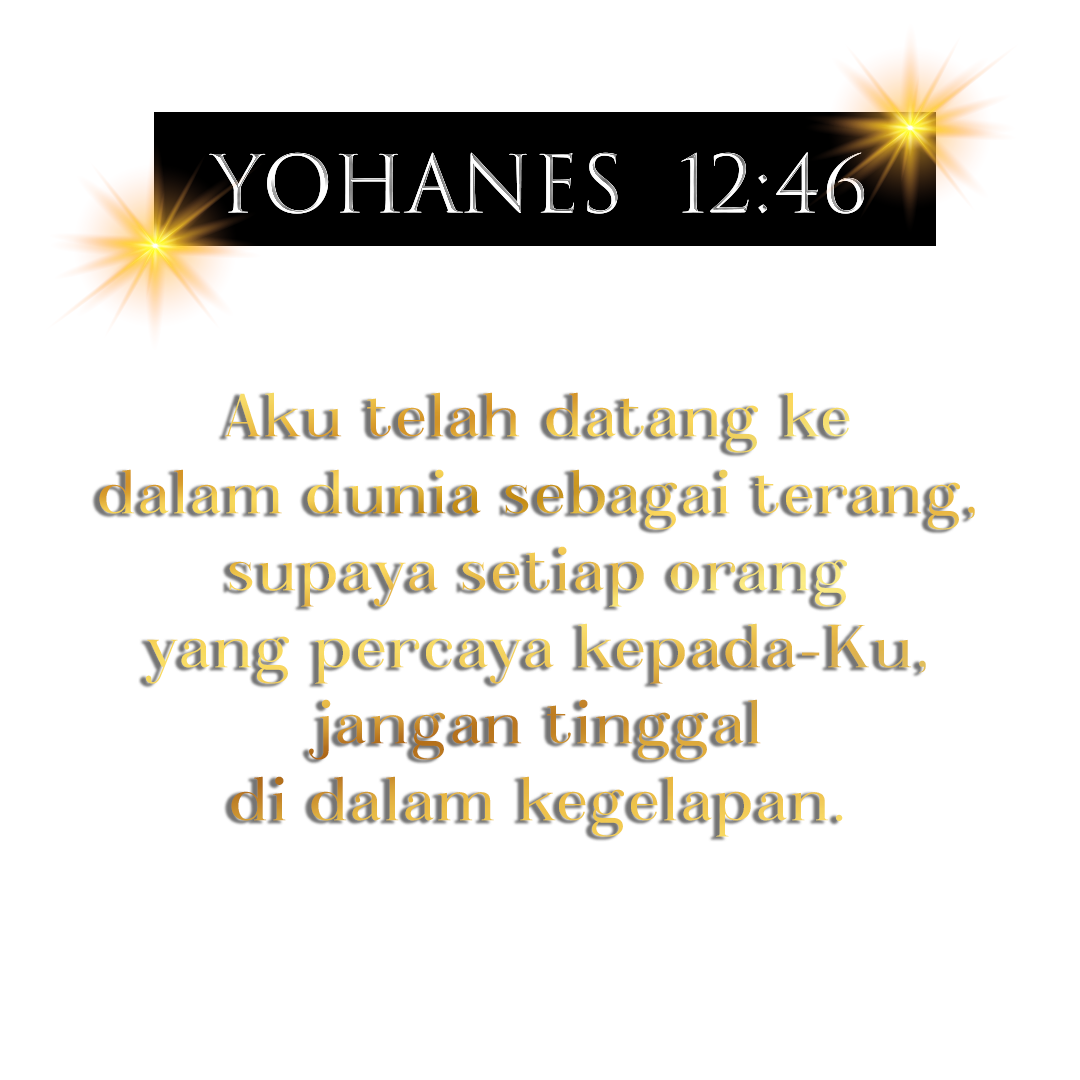 YOHANES 12:46
Aku telah datang ke
dalam dunia sebagai terang,
supaya setiap orang
yang percaya kepada-Ku,
jangan tinggal
di dalam kegelapan.